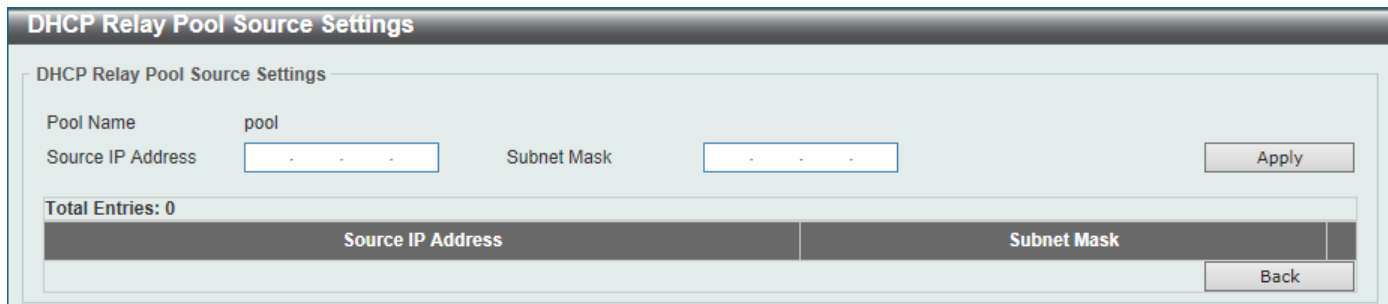 DHCP Relay Pool Source Settings
DHCP Relay Pool Source Settings
Pool Name pool
Source IP Address . . . Subnet Mask . . . Apply
Total Entries: 0
Source IP Address Subnet Mask
Back